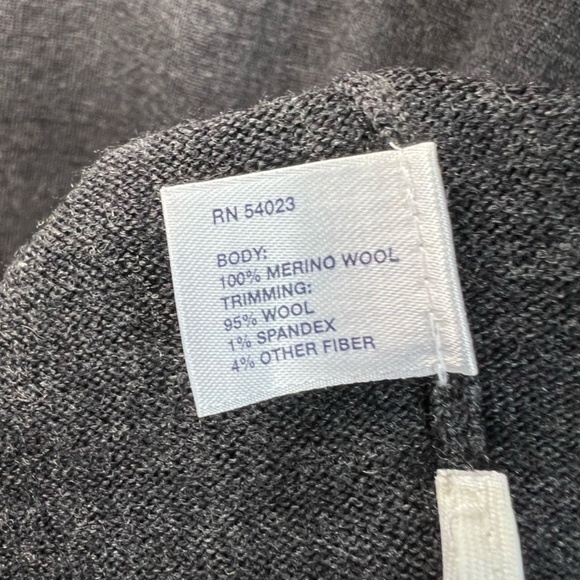 RN 54023
BODY:
100% MERINO WOOL
TRIMMING:
95% WOOL
1% SPANDEX
4% OTHER FIBER